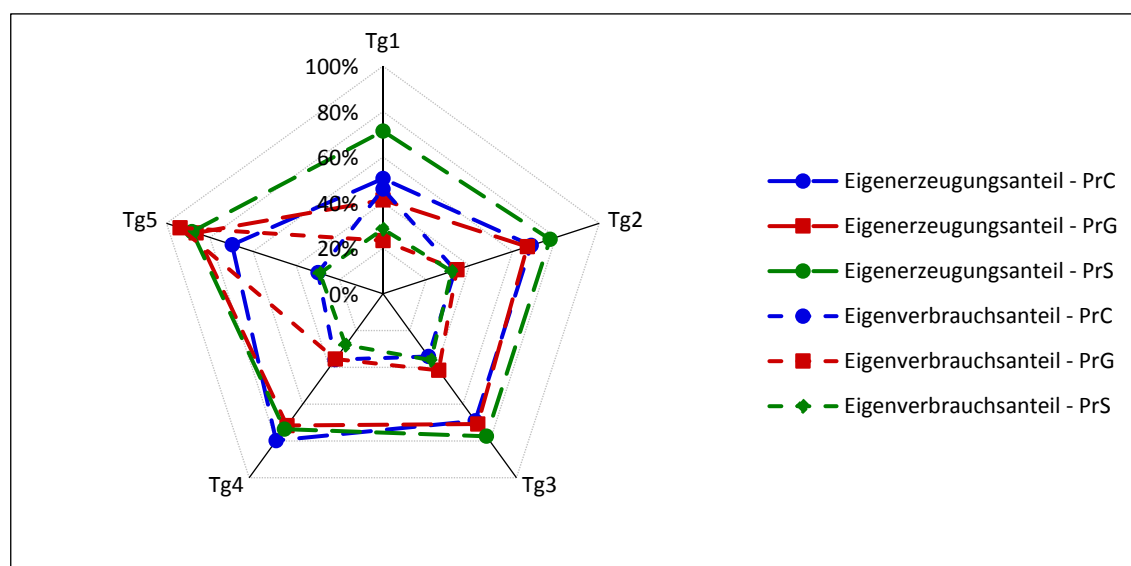 Tg1
100%
80%
60%
40%
20%
0%
Tg2
Tg3
Tg4
Tg5
Eigenerzeugungsanteil - PrC
Eigenerzeugungsanteil - PrG
Eigenerzeugungsanteil - PrS
Eigenverbrauchsanteil - PrC
Eigenverbrauchsanteil - PrG
Eigenverbrauchsanteil - PrS